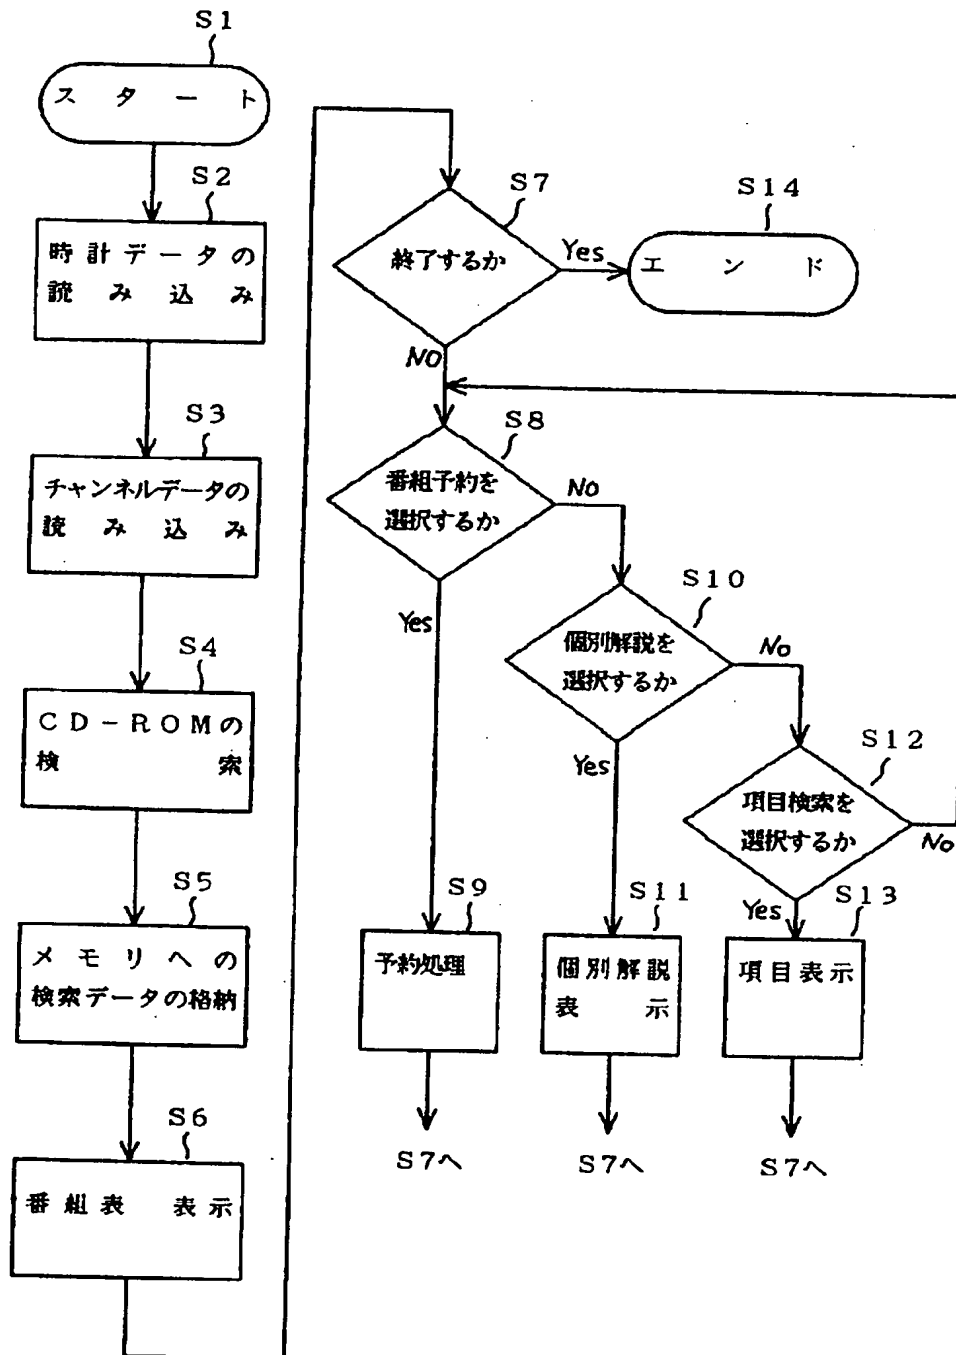 S1
スタート
S2
時計データの
読み込み
S3
チャンネルデータの
読み込み
S4
CD-ROMの
検索
S5
メモリへの
検索データの格納
S6
番組表 表示
S7
終了するか
Yes
S14
エンド
NO
S8
番組予約を
選択するか
No
Yes
S10
個別解説を
選択するか
No
Yes
S12
項目検索を
選択するか
No
Yes
S9
予約処理
S11
個別解説
表示
S13
項目表示
S7へ
S7へ
S7へ